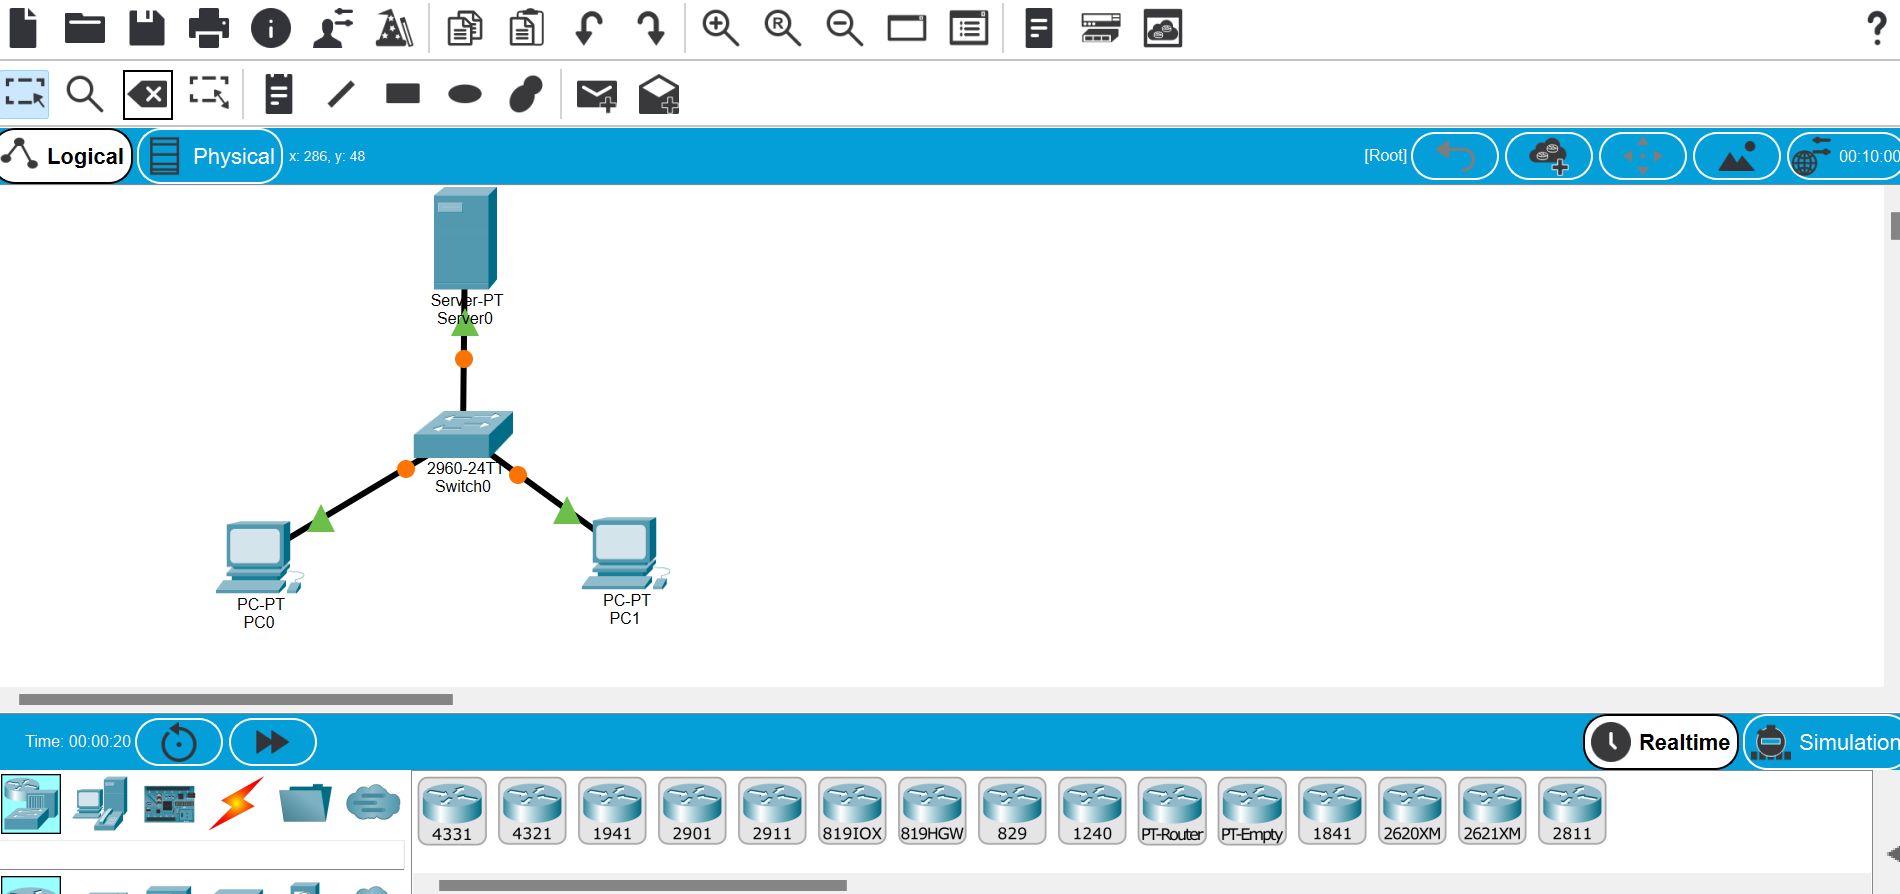 Logical
Physical
x: 286, y: 48
[Root]
00:10:00
Server-PT
Server0
2960-24TT
Switch0
PC-PT
PC0
PC-PT
PC1
Time: 00:00:20
Realtime
Simulation
4331
4321
1941
2901
2911
819IOX
819HGW
829
1240
PT-Router
PT-Empty
1841
2620XM
2621XM
2811